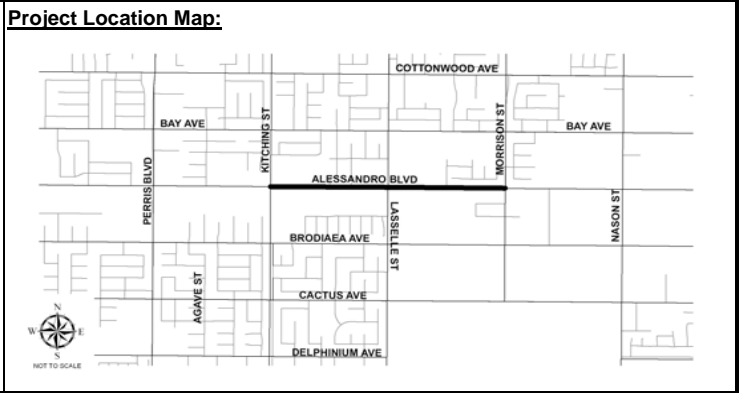 Project Location Map:
COTTONWOOD AVE
BAY AVE
BAY AVE
KITCHING ST
MORRISON ST
PERRIS BLVD
ALESSANDRO BLVD
LASSELLE ST
NASON ST
BRODIAEA AVE
AGAVE ST
CACTUS AVE
DELPHINIUM AVE
N
W
E
S
NOT TO SCALE